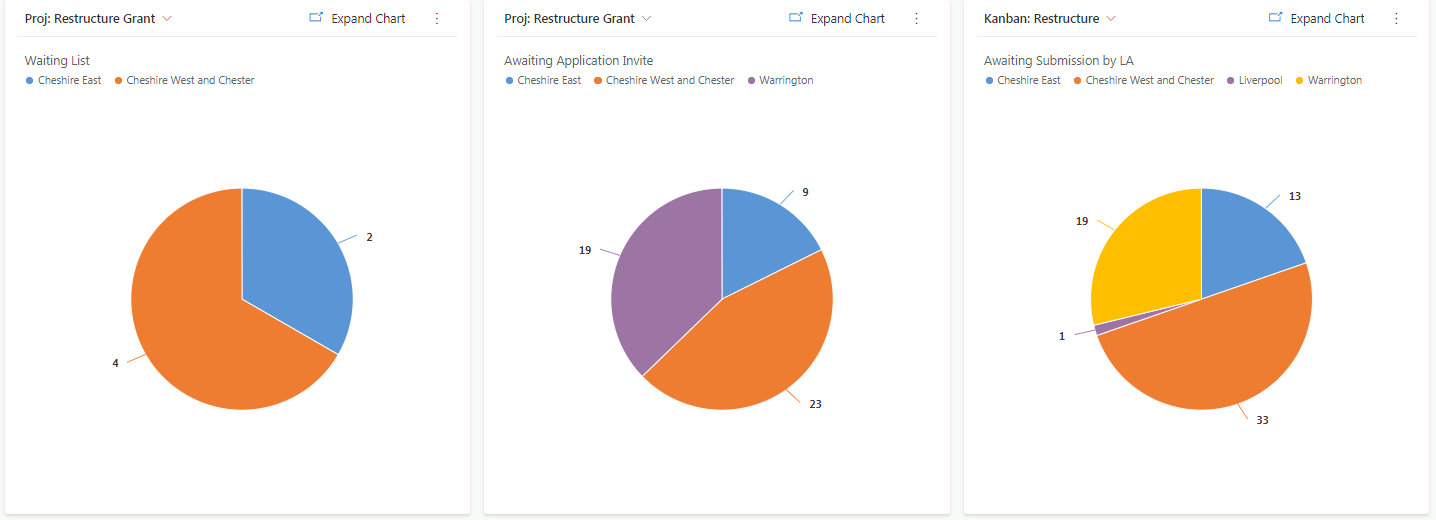 Proj: Restructure Grant Expand Chart
Waiting List
Cheshire East Cheshire West and Chester
2
4
Proj: Restructure Grant Expand Chart
Awaiting Application Invite
Cheshire East Cheshire West and Chester Warrington
9
19
23
Kanban: Restructure Expand Chart
Awaiting Submission by LA
Cheshire East Cheshire West and Chester Liverpool Warrington
13
19
1
33